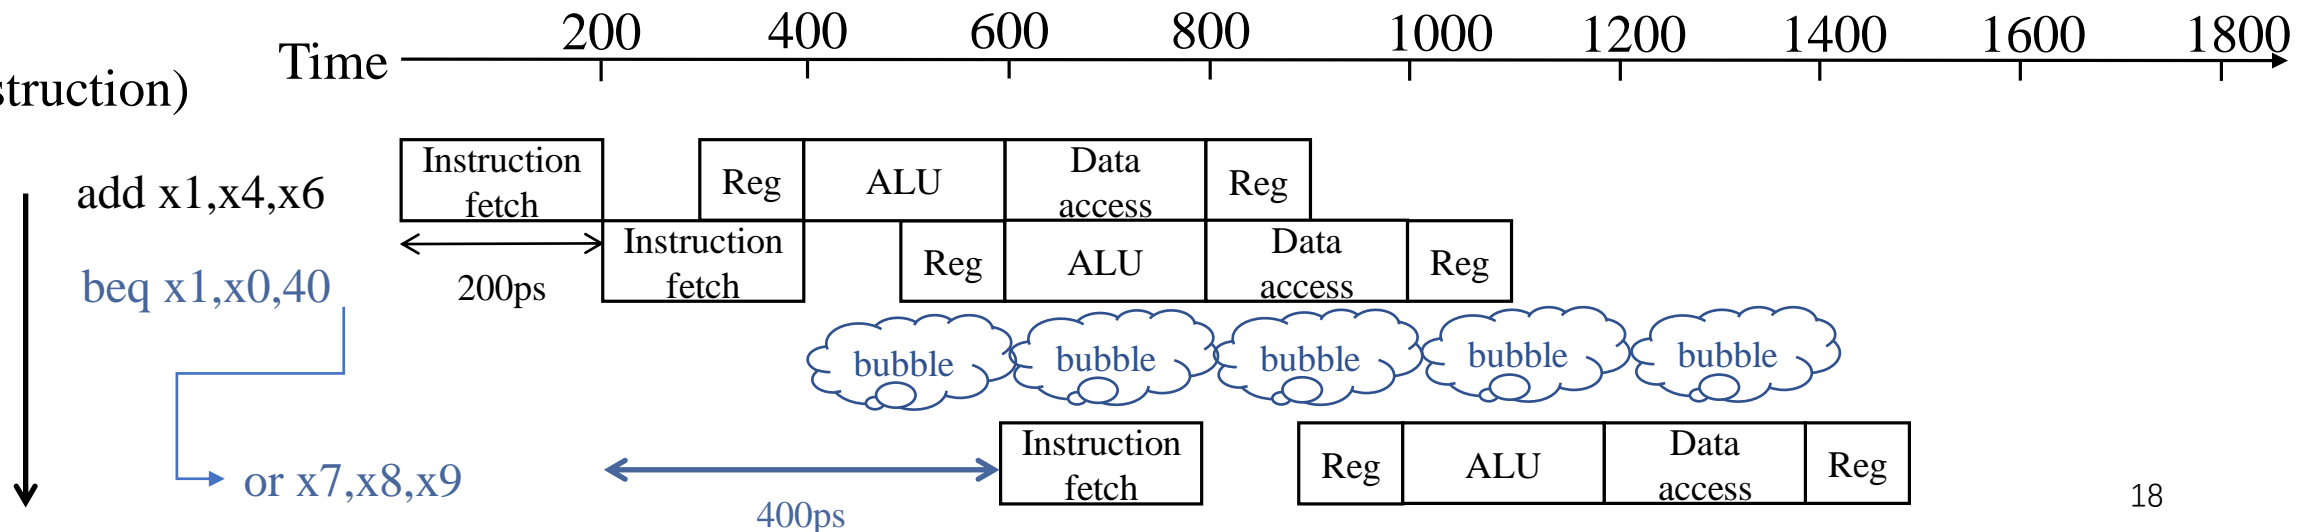 200 400 600 800 1000 1200 1400 1600 1800
Time
struction)
add x1,x4,x6
Instruction
fetch
Reg
ALU
Data
access
Reg
beq x1,x0,40
200ps
Instruction
fetch
Reg
ALU
Data
access
Reg
bubble bubble bubble bubble bubble
or x7,x8,x9
400ps
Instruction
fetch
Reg
ALU
Data
access
Reg
18